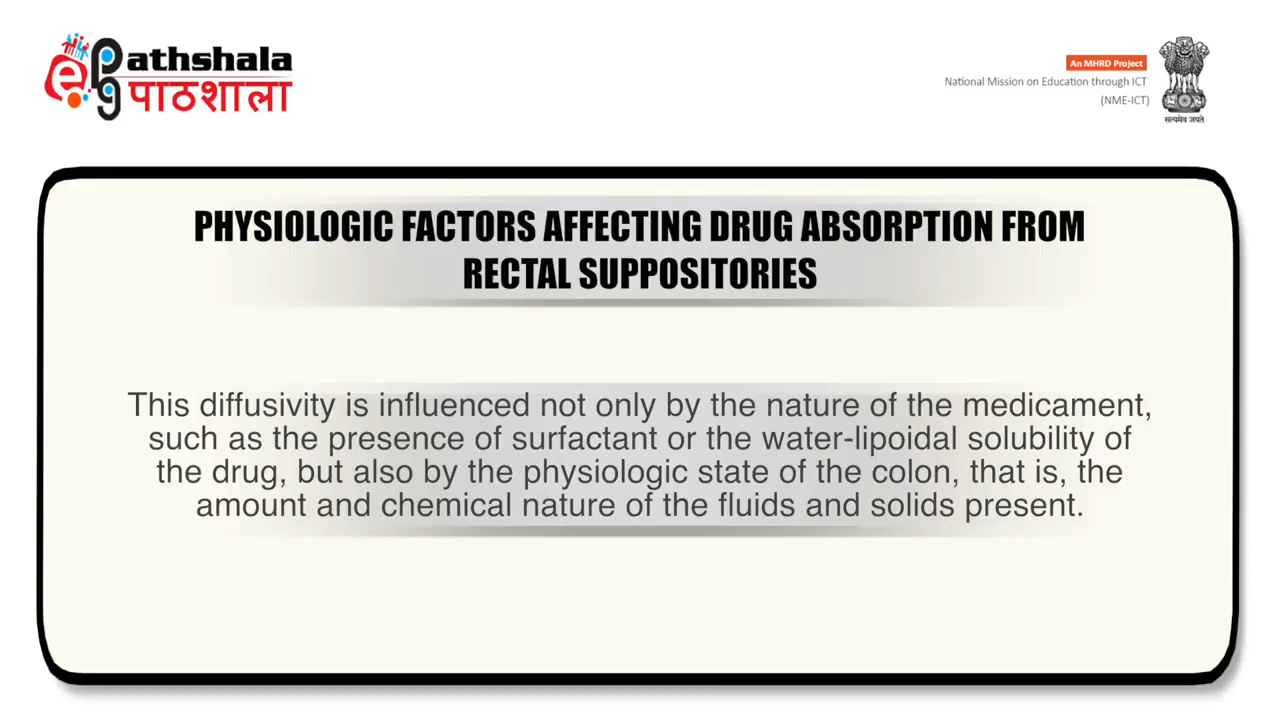 e pg Pathshala
पाठशाला
An MHRD Project
National Mission on Education through ICT
(NME-ICT)
सत्यमेव जयते
PHYSIOLOGIC FACTORS AFFECTING DRUG ABSORPTION FROM
RECTAL SUPPOSITORIES
This diffusivity is influenced not only by the nature of the medicament,
such as the presence of surfactant or the water-lipoidal solubility of
the drug, but also by the physiologic state of the colon, that is, the
amount and chemical nature of the fluids and solids present.